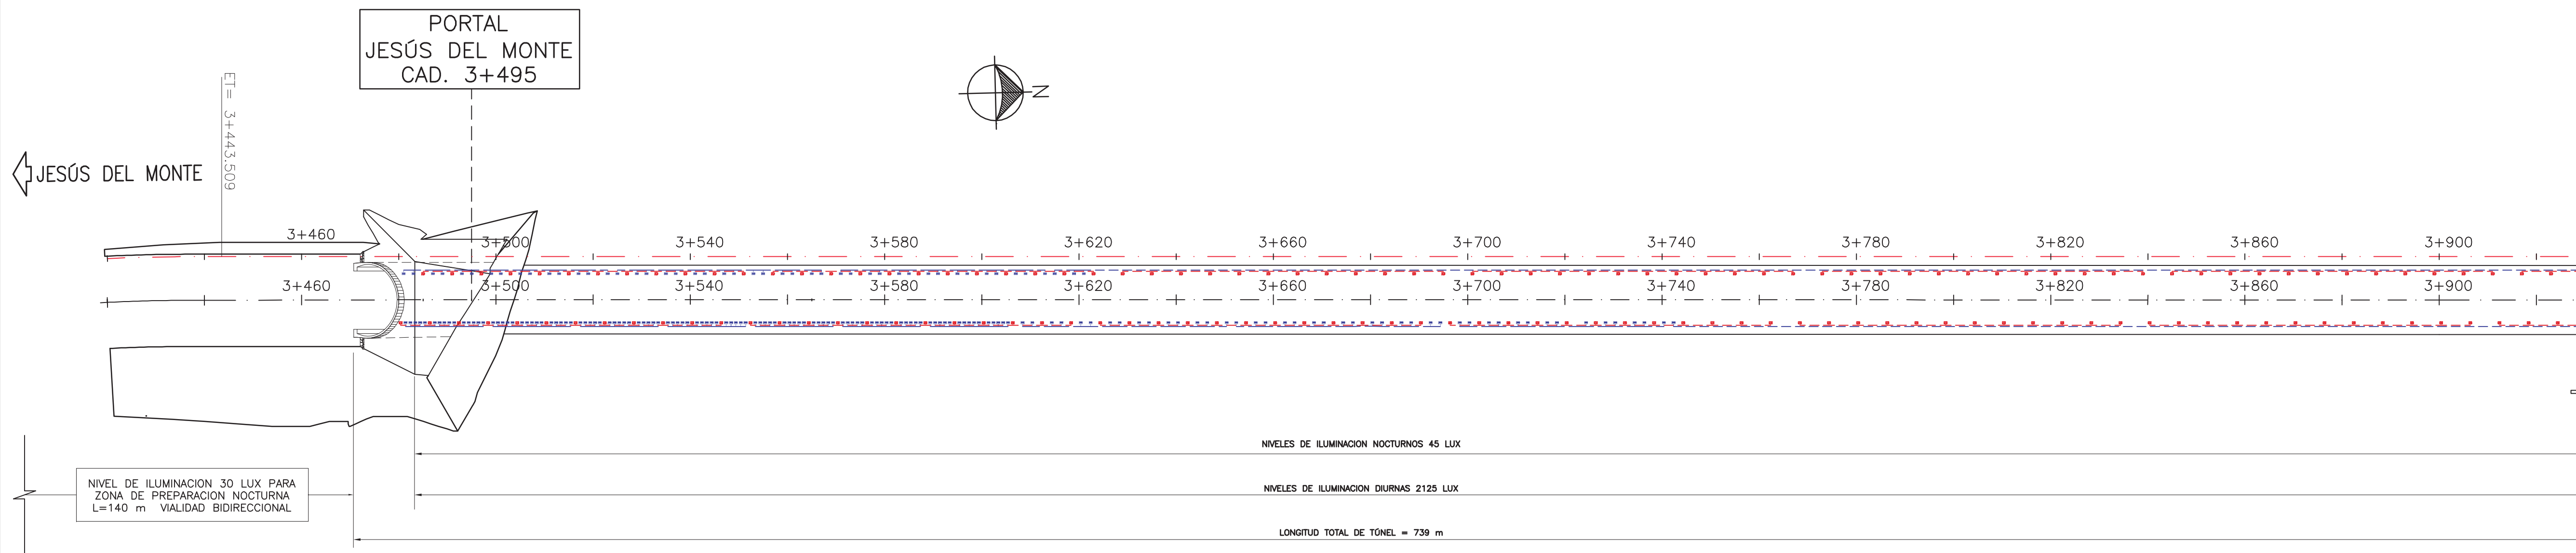 PORTAL
JESÚS DEL MONTE
CAD. 3+495
N
ET= 3+443.509
JESÚS DEL MONTE
3+460 3+500 3+540 3+580 3+620 3+660 3+700 3+740 3+780 3+820 3+860 3+900
3+460 3+500 3+540 3+580 3+620 3+660 3+700 3+740 3+780 3+820 3+860 3+900
NIVELES DE ILUMINACION NOCTURNOS 45 LUX
NIVEL DE ILUMINACION 30 LUX PARA
ZONA DE PREPARACION NOCTURNA
L=140 m VIALIDAD BIDIRECCIONAL
NIVELES DE ILUMINACION DIURNAS 2125 LUX
LONGITUD TOTAL DE TÚNEL = 739 m